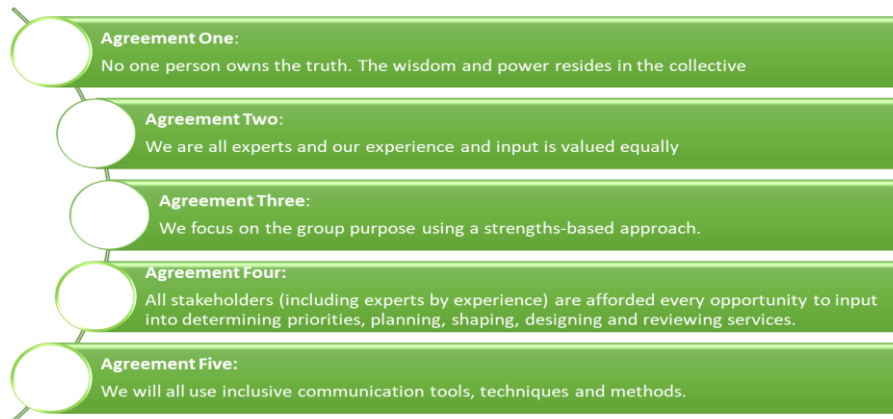 Agreement One:
No one person owns the truth. The wisdom and power resides in the collective
Agreement Two:
We are all experts and our experience and input is valued equally
Agreement Three:
We focus on the group purpose using a strengths-based approach.
Agreement Four:
All stakeholders (including experts by experience) are afforded every opportunity to input
into determining priorities, planning, shaping, designing and reviewing services.
Agreement Five:
We will all use inclusive communication tools, techniques and methods.